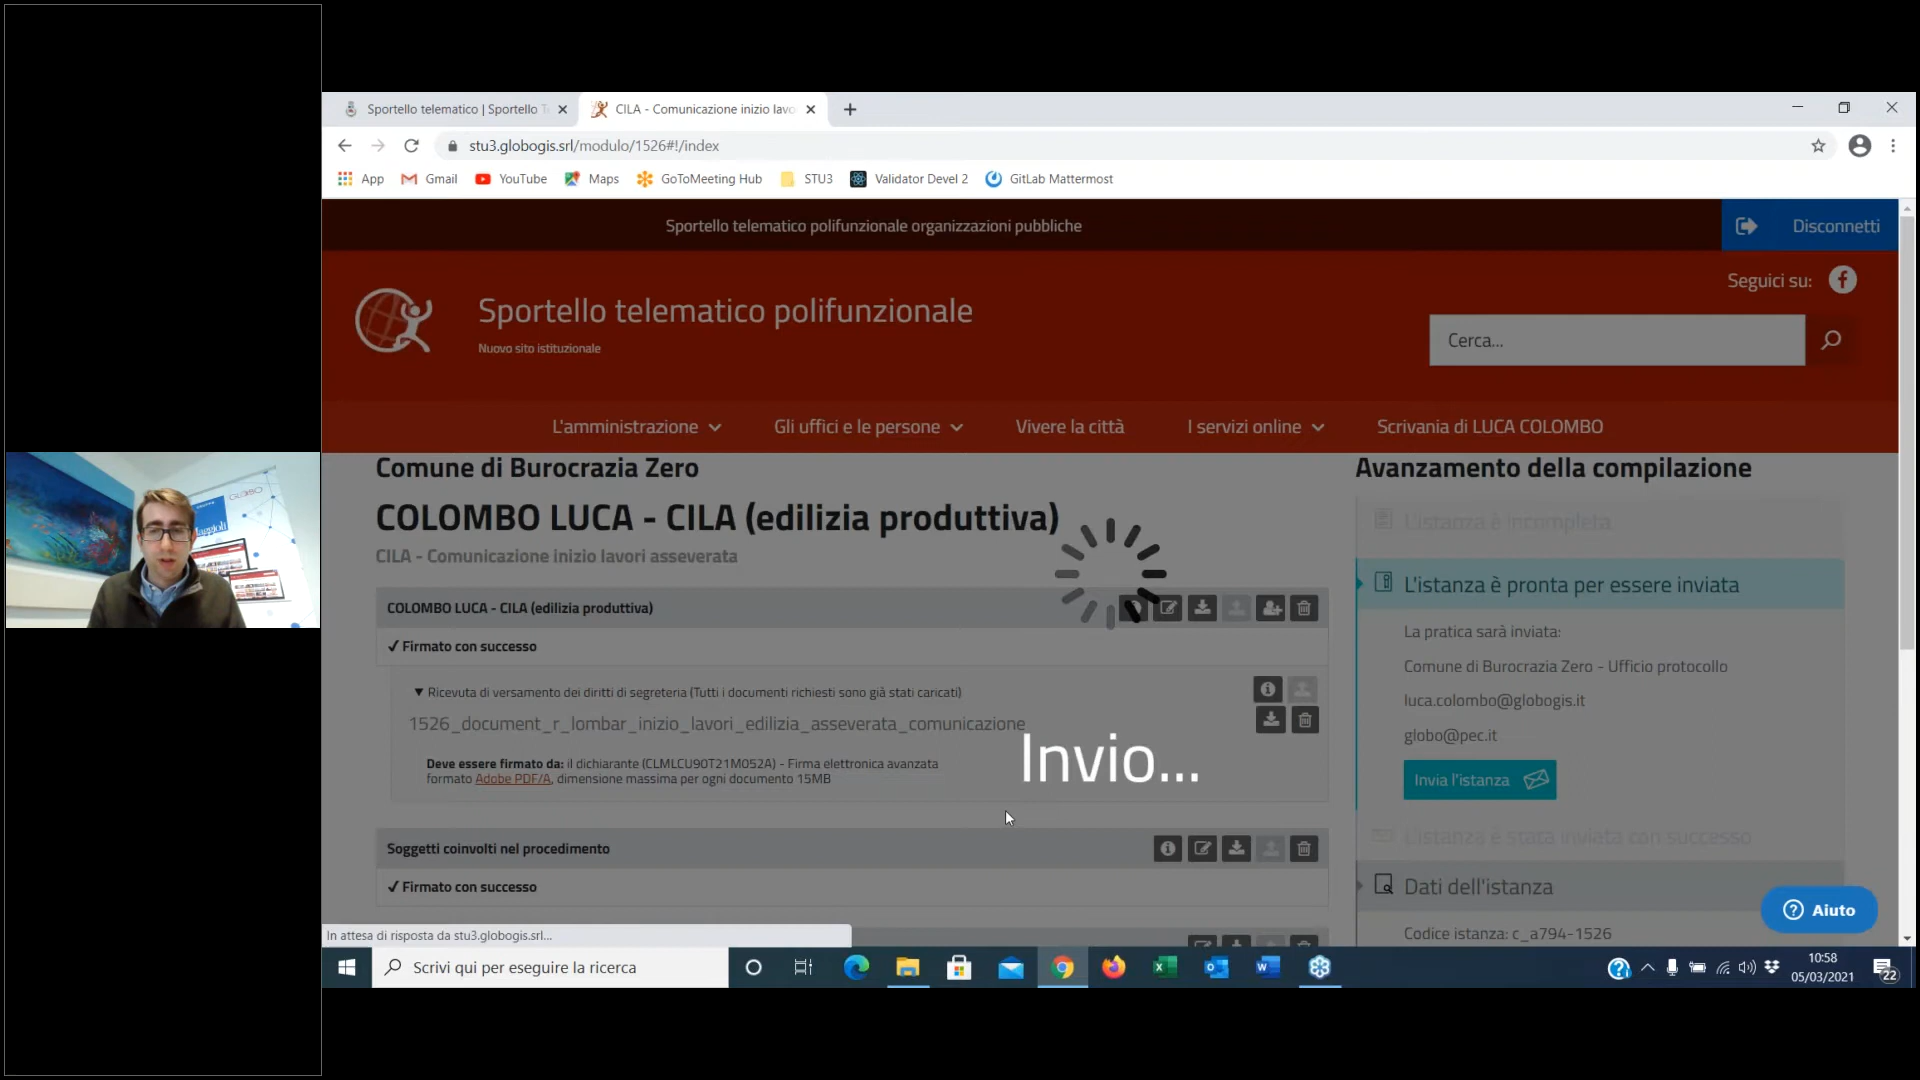 Sportello telematico | Sportello T
CILA - Comunicazione inizio lavo
stu3.globogis.srl/modulo/1526#!/index
App
Gmail
YouTube
Maps
GoToMeeting Hub
STU3
Validator Devel 2
GitLab Mattermost
Sportello telematico polifunzionale organizzazioni pubbliche
Disconnetti
Seguici su:
Sportello telematico polifunzionale
Nuovo sito istituzionale
Cerca...
L'amministrazione
Gli uffici e le persone
Vivere la città
I servizi online
Scrivania di LUCA COLOMBO
Comune di Burocrazia Zero
COLOMBO LUCA - CILA (edilizia produttiva)
CILA - Comunicazione inizio lavori asseverata
COLOMBO LUCA - CILA (edilizia produttiva)
✓ Firmato con successo
▼ Ricevuta di versamento dei diritti di segreteria (Tutti i documenti richiesti sono già stati caricati)
1526_document_r_lombar_inizio_lavori_edilizia_asseverata_comunicazione
Deve essere firmato da: il dichiarante (CLMLCU90T21M052A) - Firma elettronica avanzata
formato Adobe PDF/A, dimensione massima per ogni documento 15MB
Invio...
Soggetti coinvolti nel procedimento
✓ Firmato con successo
Avanzamento della compilazione
L'istanza è incompleta
L'istanza è pronta per essere inviata
La pratica sarà inviata:
Comune di Burocrazia Zero - Ufficio protocollo
luca.colombo@globogis.it
globo@pec.it
Invia l'istanza
L'istanza è stata inviata con successo
Dati dell'istanza
Codice istanza: c_a794-1526
Aiuto
In attesa di risposta da stu3.globogis.srl...
Scrivi qui per eseguire la ricerca
10:58
05/03/2021
22
GLOBO
Maggioli